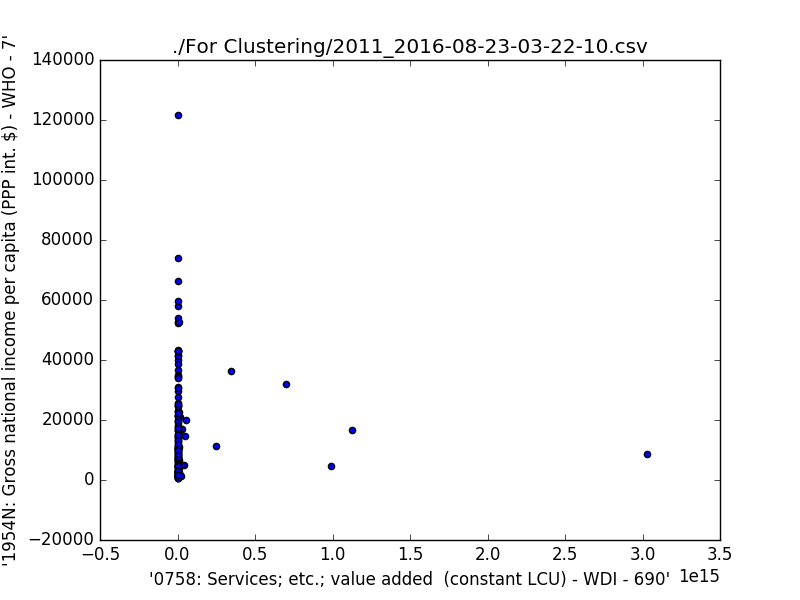 ./For Clustering/2011_2016-08-23-03-22-10.csv
'1954N: Gross national income per capita (PPP int. $) - WHO - 7'
140000
120000
100000
80000
60000
40000
20000
0
−20000
−0.5 0.0 0.5 1.0 1.5 2.0 2.5 3.0 3.5
1e15
'0758: Services; etc.; value added  (constant LCU) - WDI - 690'